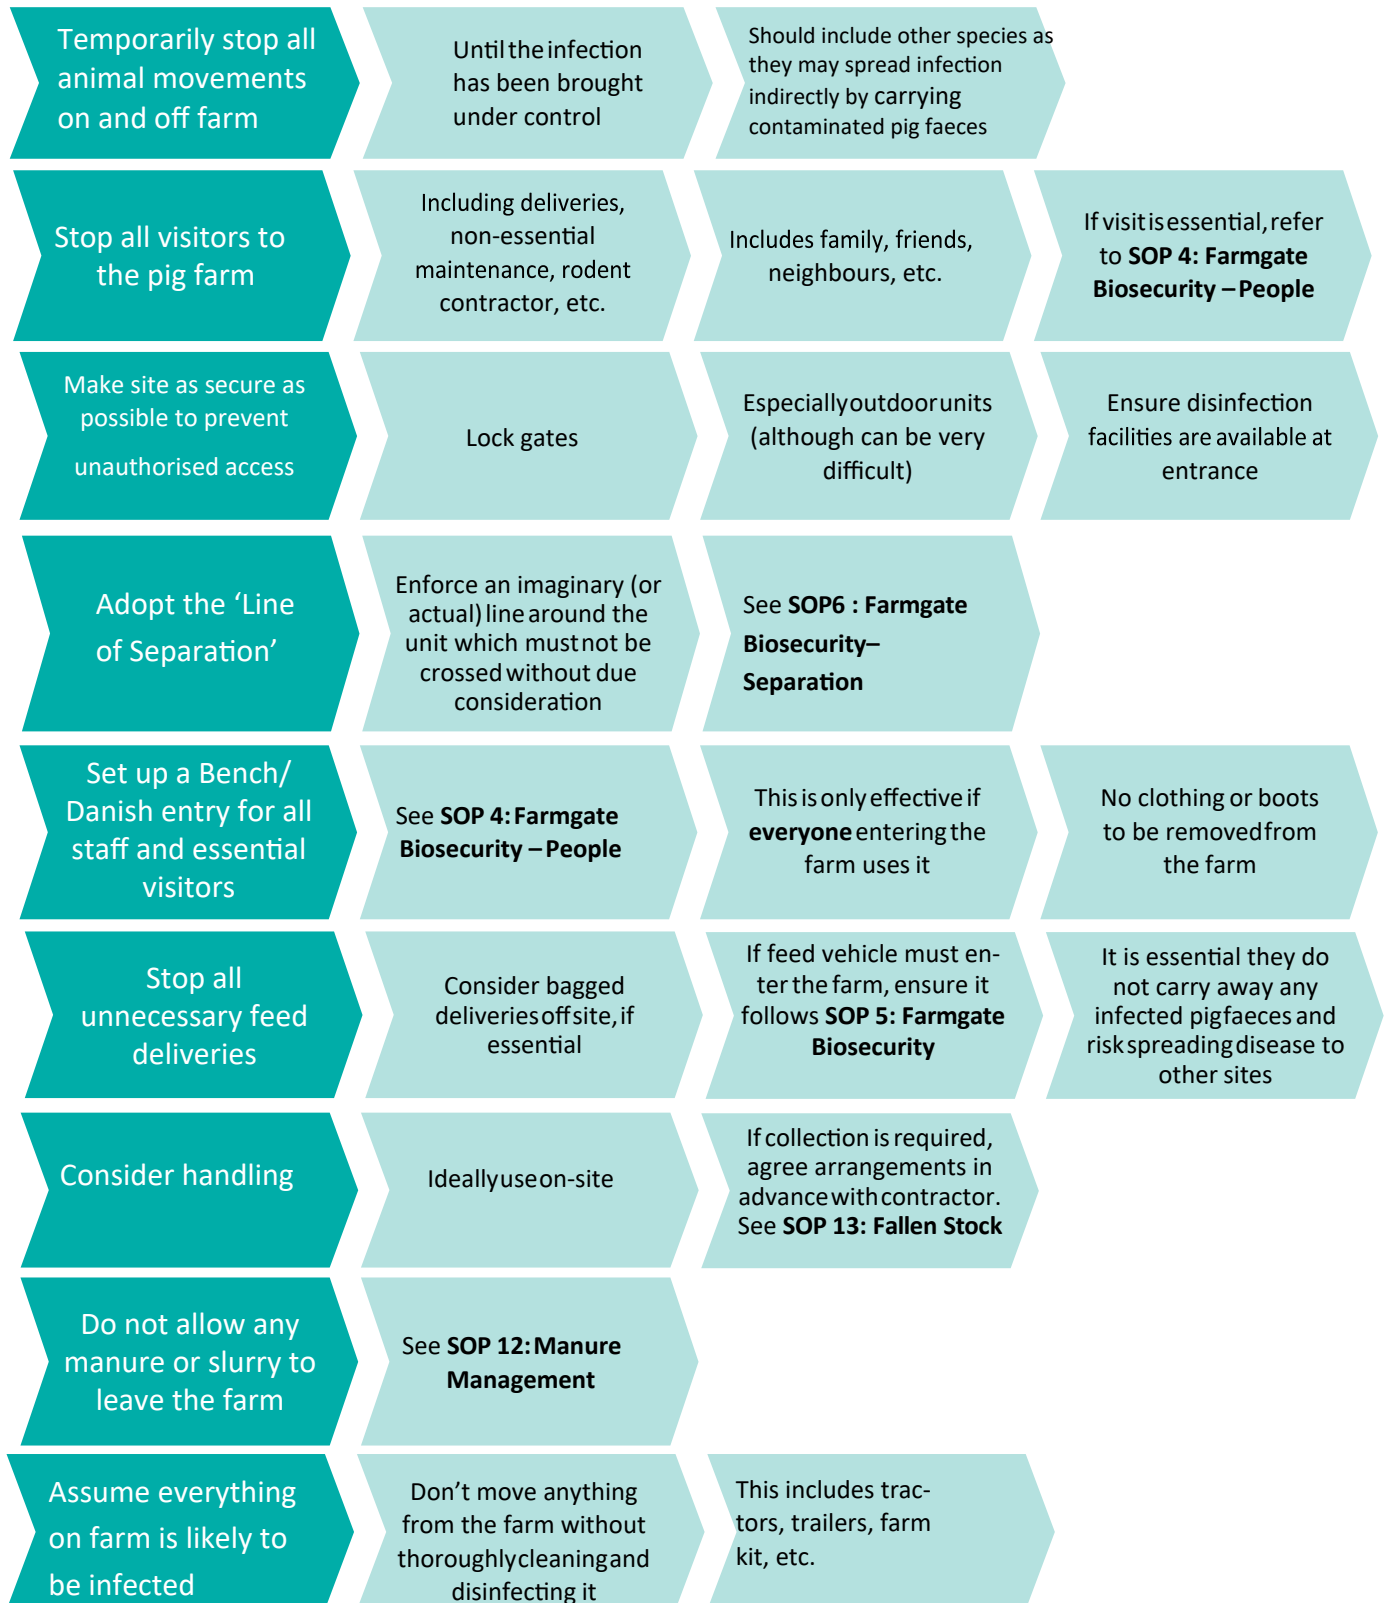 Temporarily stop all
animal movements
on and off farm
Until the infection
has been brought
under control
Should include other species as
they may spread infection
indirectly by carrying
contaminated pig faeces
Stop all visitors to
the pig farm
Including deliveries,
non-essential
maintenance, rodent
contractor, etc.
Includes family, friends,
neighbours, etc.
If visit is essential, refer
to SOP 4: Farmgate
Biosecurity – People
Make site as secure as
possible to prevent
unauthorised access
Lock gates
Especially outdoor units
(although can be very
difficult)
Ensure disinfection
facilities are available at
entrance
Adopt the ‘Line
of Separation’
Enforce an imaginary (or
actual) line around the
unit which must not be
crossed without due
consideration
See SOP6 : Farmgate
Biosecurity–
Separation
Set up a Bench/
Danish entry for all
staff and essential
visitors
See SOP 4: Farmgate
Biosecurity – People
This is only effective if
everyone entering the
farm uses it
No clothing or boots
to be removed from
the farm
Stop all
unnecessary feed
deliveries
Consider bagged
deliveries off site, if
essential
If feed vehicle must en-
ter the farm, ensure it
follows SOP 5: Farmgate
Biosecurity
It is essential they do
not carry away any
infected pig faeces and
risk spreading disease to
other sites
Consider handling
Ideally use on-site
If collection is required,
agree arrangements in
advance with contractor.
See SOP 13: Fallen Stock
Do not allow any
manure or slurry to
leave the farm
See SOP 12: Manure
Management
Assume everything
on farm is likely to
be infected
Don’t move anything
from the farm without
thoroughly cleaning and
disinfecting it
This includes trac-
tors, trailers, farm
kit, etc.